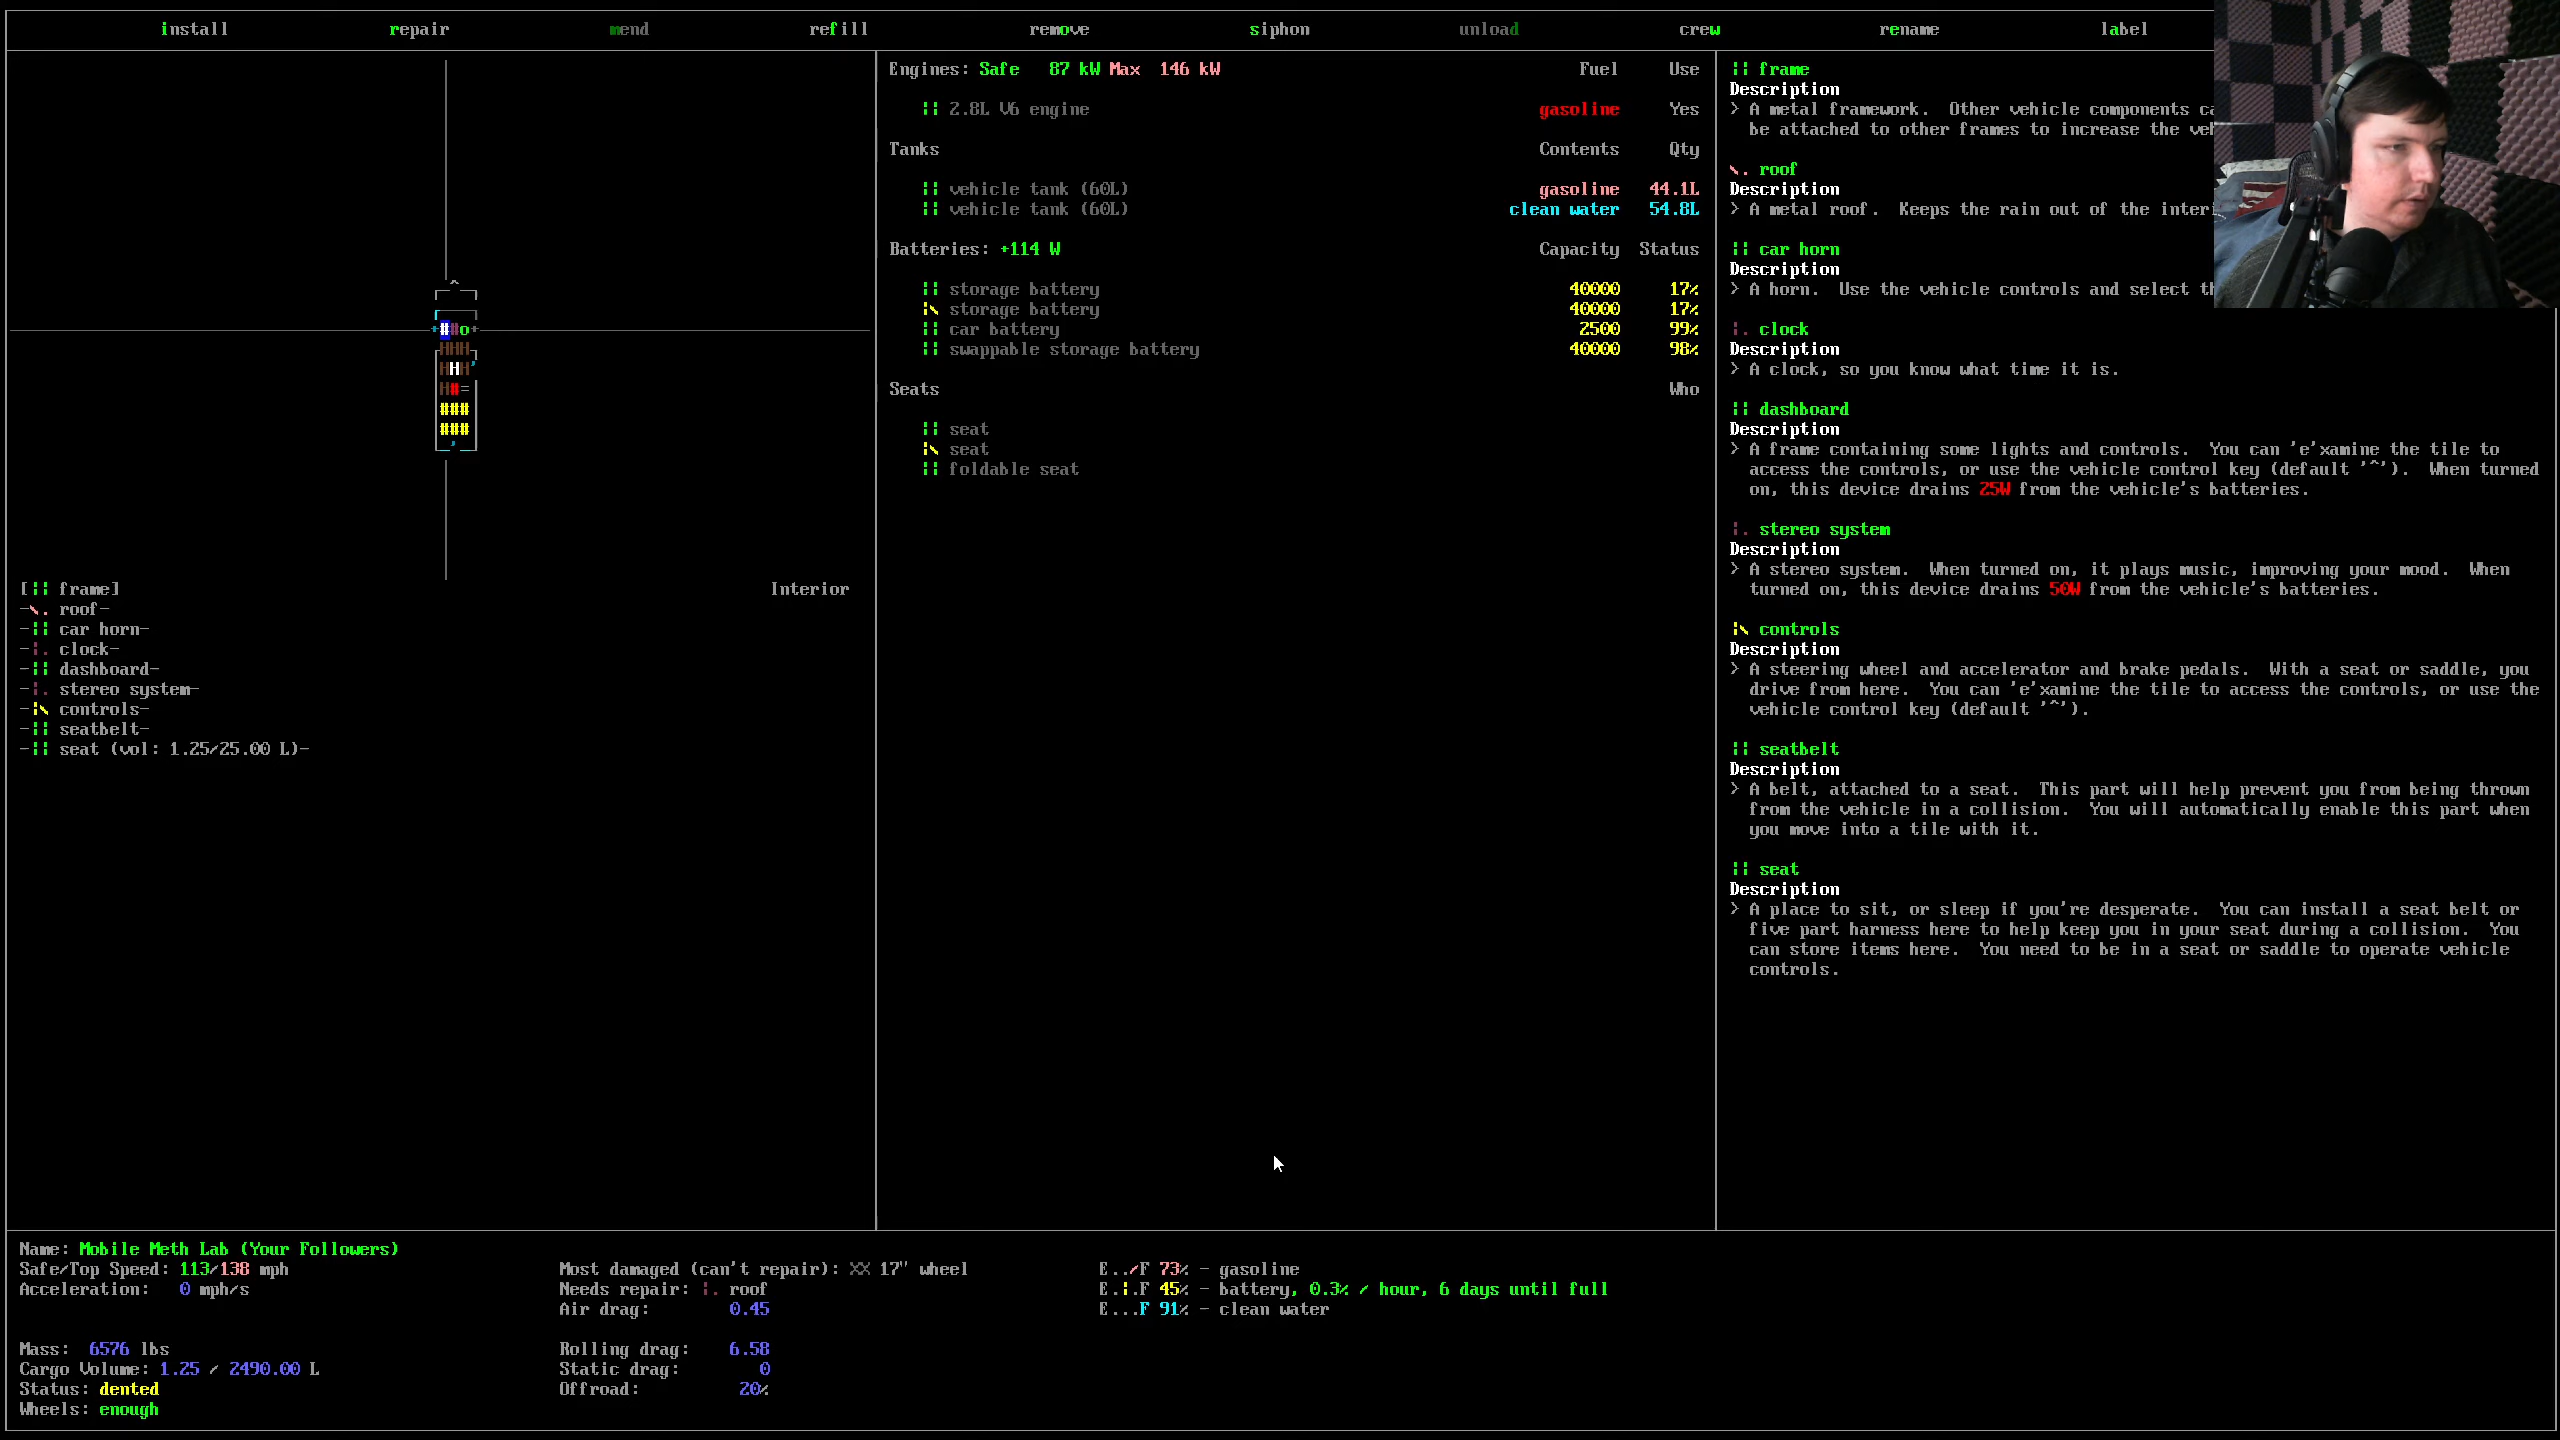 install repair mend refill remove siphon unload crew rename label
Engines: Safe 87 kW Max 146 kW Fuel Use
2.8L V6 engine gasoline Yes
Tanks Contents Qty
vehicle tank (60L) gasoline 44.1L
vehicle tank (60L) clean water 54.8L
Batteries: +114 W Capacity Status
storage battery 40000 17%
storage battery 40000 17%
car battery 2500 99%
swappable storage battery 40000 98%
Seats Who
seat
seat
foldable seat
[|| frame] Interior
-\. roof-
-|| car horn-
-|. clock-
-|| dashboard-
-|. stereo system-
-|\ controls-
-|| seatbelt-
-|| seat (vol: 1.25/25.00 L)-
|| frame
Description
> A metal framework. Other vehicle components
be attached to other frames to increase the
\. roof
Description
> A metal roof. Keeps the rain out of the
|| car horn
Description
> A horn. Use the vehicle controls and select
|. clock
Description
> A clock, so you know what time it is.
|| dashboard
Description
> A frame containing some lights and controls. You can 'e'xamine the tile to
access the controls, or use the vehicle control key (default '^'). When turned
on, this device drains 25W from the vehicle's batteries.
|. stereo system
Description
> A stereo system. When turned on, it plays music, improving your mood. When
turned on, this device drains 50W from the vehicle's batteries.
|\ controls
Description
> A steering wheel and accelerator and brake pedals. With a seat or saddle, you
drive from here. You can 'e'xamine the tile to access the controls, or use the
vehicle control key (default '^').
|| seatbelt
Description
> A belt, attached to a seat. This part will help prevent you from being thrown
from the vehicle in a collision. You will automatically enable this part when
you move into a tile with it.
|| seat
Description
> A place to sit, or sleep if you're desperate. You can install a seat belt or
five part harness here to help keep you in your seat during a collision. You
can store items here. You need to be in a seat or saddle to operate vehicle
controls.
Name: Mobile Meth Lab (Your Followers)
Safe/Top Speed: 113/138 mph
Acceleration: 0 mph/s
Mass: 6576 lbs
Cargo Volume: 1.25 / 2490.00 L
Status: dented
Wheels: enough
Most damaged (can't repair): XX 17" wheel
Needs repair: |. roof
Air drag: 0.45
Rolling drag: 6.58
Static drag: 0
Offroad: 20%
E../F 73% - gasoline
E.|.F 45% - battery, 0.3% / hour, 6 days until full
E...F 91% - clean water